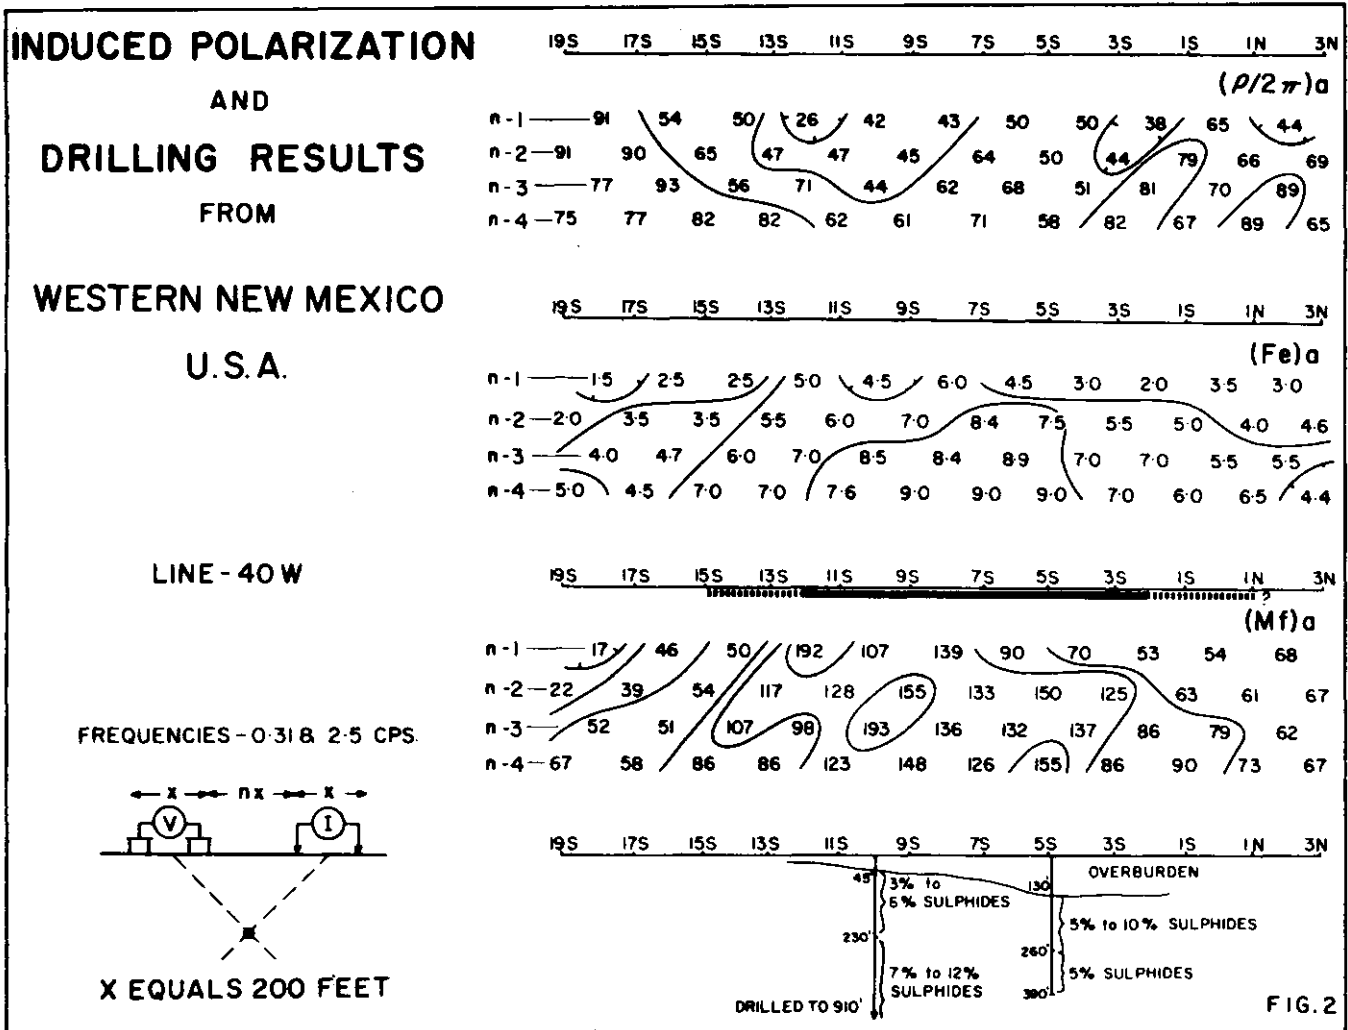 INDUCED POLARIZATION
AND
DRILLING RESULTS
FROM
WESTERN NEW MEXICO
U.S.A.
LINE - 40 W
FREQUENCIES - 0.31 & 2.5 CPS.
x nx x
V I
X EQUALS 200 FEET
19S 17S 15S 13S 11S 9S 7S 5S 3S 1S 1N 3N
(ρ/2π)a
n-1 91 54 50 26 42 43 50 50 38 65 44
n-2 91 90 65 47 47 45 64 50 44 79 66 69
n-3 77 93 56 71 44 62 68 51 81 70 89
n-4 75 77 82 82 62 61 71 58 82 67 89 65
19S 17S 15S 13S 11S 9S 7S 5S 3S 1S 1N 3N
(Fe)a
n-1 1.5 2.5 2.5 5.0 4.5 6.0 4.5 3.0 2.0 3.5 3.0
n-2 2.0 3.5 3.5 5.5 6.0 7.0 8.4 7.5 5.5 5.0 4.0 4.6
n-3 4.0 4.7 6.0 7.0 8.5 8.4 8.9 7.0 7.0 5.5 5.5
n-4 5.0 4.5 7.0 7.0 7.6 9.0 9.0 9.0 7.0 6.0 6.5 4.4
19S 17S 15S 13S 11S 9S 7S 5S 3S 1S 1N 3N
?
(Mf)a
n-1 17 46 50 192 107 139 90 70 53 54 68
n-2 22 39 54 117 128 155 133 150 125 63 61 67
n-3 52 51 107 98 193 136 132 137 86 79 62
n-4 67 58 86 86 123 148 126 155 86 90 73 67
19S 17S 15S 13S 11S 9S 7S 5S 3S 1S 1N 3N
OVERBURDEN
45'
3% to
6% SULPHIDES
230'
7% to 12%
SULPHIDES
DRILLED TO 910'
130'
5% to 10% SULPHIDES
260'
5% SULPHIDES
FIG. 2